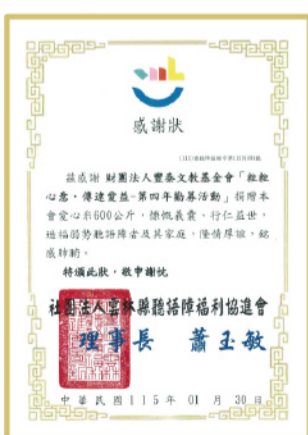 感謝狀
茲感謝 財團法人豐泰文教基金會「粒粒
心意‧傳達愛益-第四年勸募活動」捐贈本
會愛心米600公斤,慷慨義囊、行仁益世,
造福弱勢聽語障者及其家庭,隆情厚誼,銘
感肺腑。
特頒此狀,敬申謝忱
社團法人雲林縣聽語障福利協進會
理事長 蕭玉敏
中華民國115年 01 月 30日